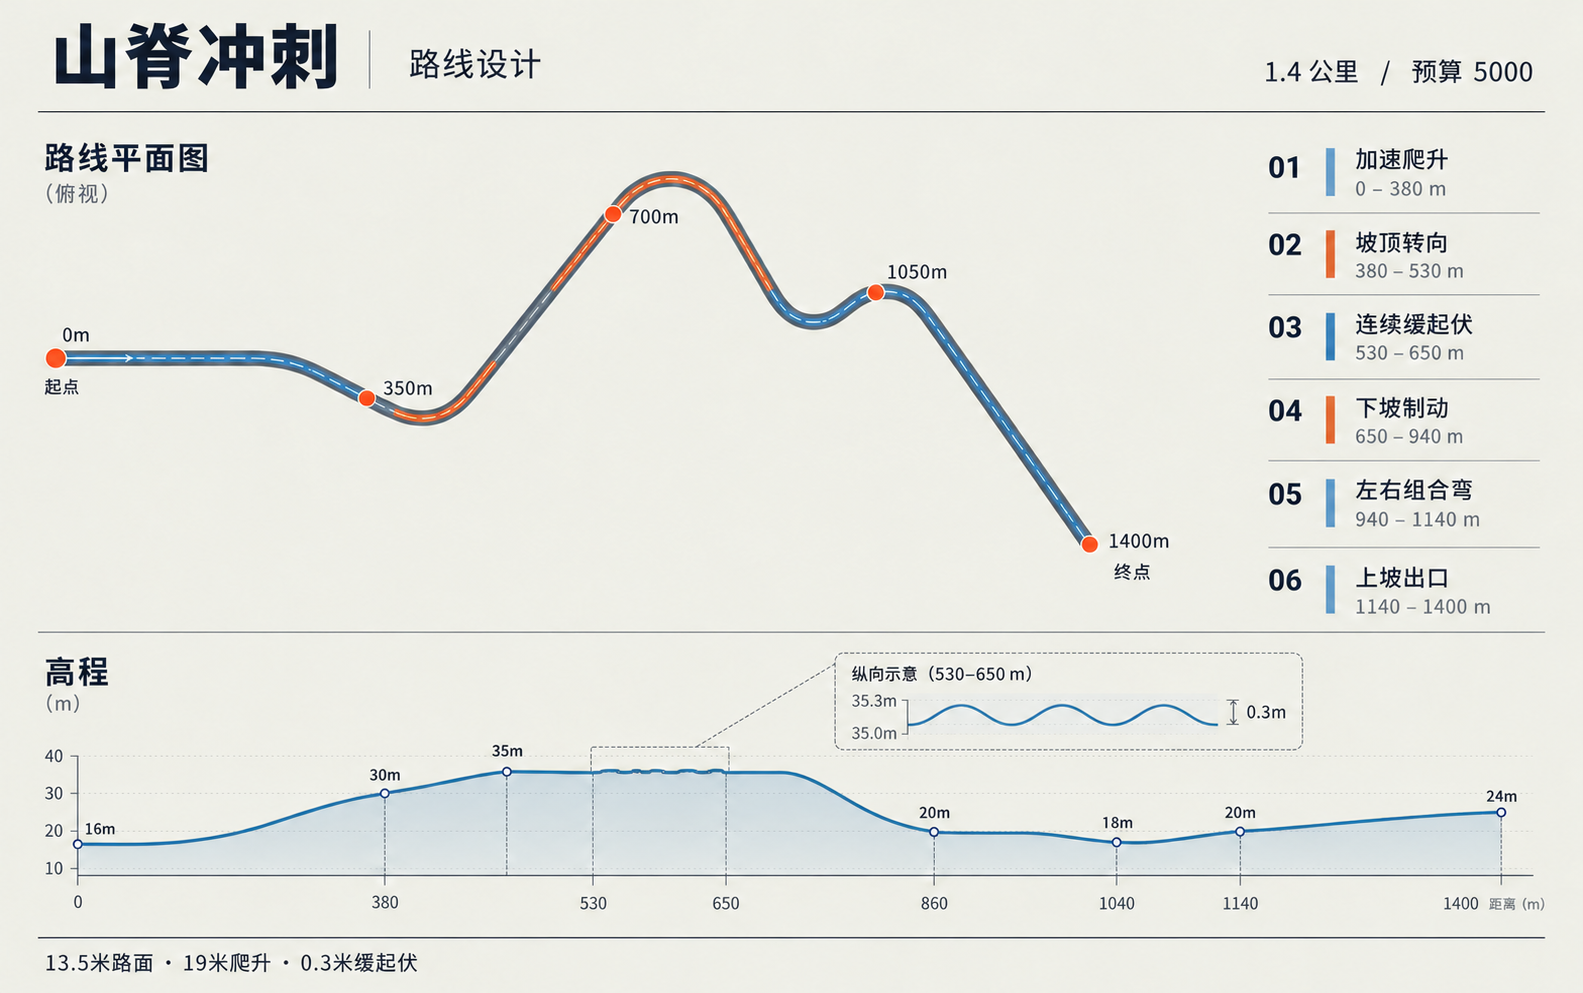 山脊冲刺
路线设计
1.4 公里 / 预算 5000
路线平面图
（俯视）
0m
起点
350m
700m
1050m
1400m
终点
01 加速爬升
0 – 380 m
02 坡顶转向
380 – 530 m
03 连续缓起伏
530 – 650 m
04 下坡制动
650 – 940 m
05 左右组合弯
940 – 1140 m
06 上坡出口
1140 – 1400 m
高程
（m）
纵向示意（530–650 m）
35.3m
35.0m
0.3m
40
30
20
10
16m
30m
35m
20m
18m
20m
24m
0
380
530
650
860
1040
1140
1400 距离 (m)
13.5米路面 · 19米爬升 · 0.3米缓起伏